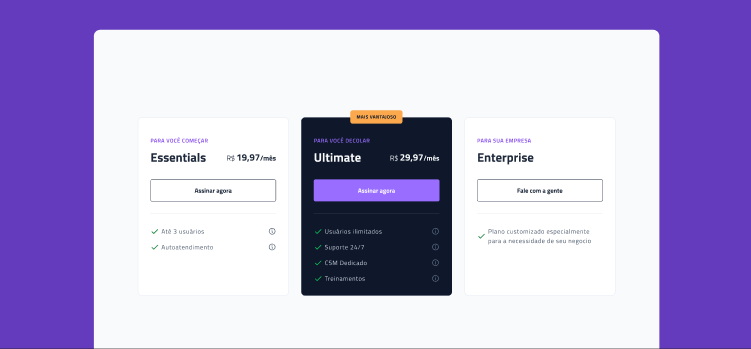 PARA VOCÊ COMEÇAR
Essentials
R$ 19,97/mês
Assinar agora
Até 3 usuários
Autoatendimento
MAIS VANTAJOSO
PARA VOCÊ DECOLAR
Ultimate
R$ 29,97/mês
Assinar agora
Usuários ilimitados
Suporte 24/7
CSM Dedicado
Treinamentos
PARA SUA EMPRESA
Enterprise
Fale com a gente
Plano customizado especialmente
para a necessidade de seu negocio